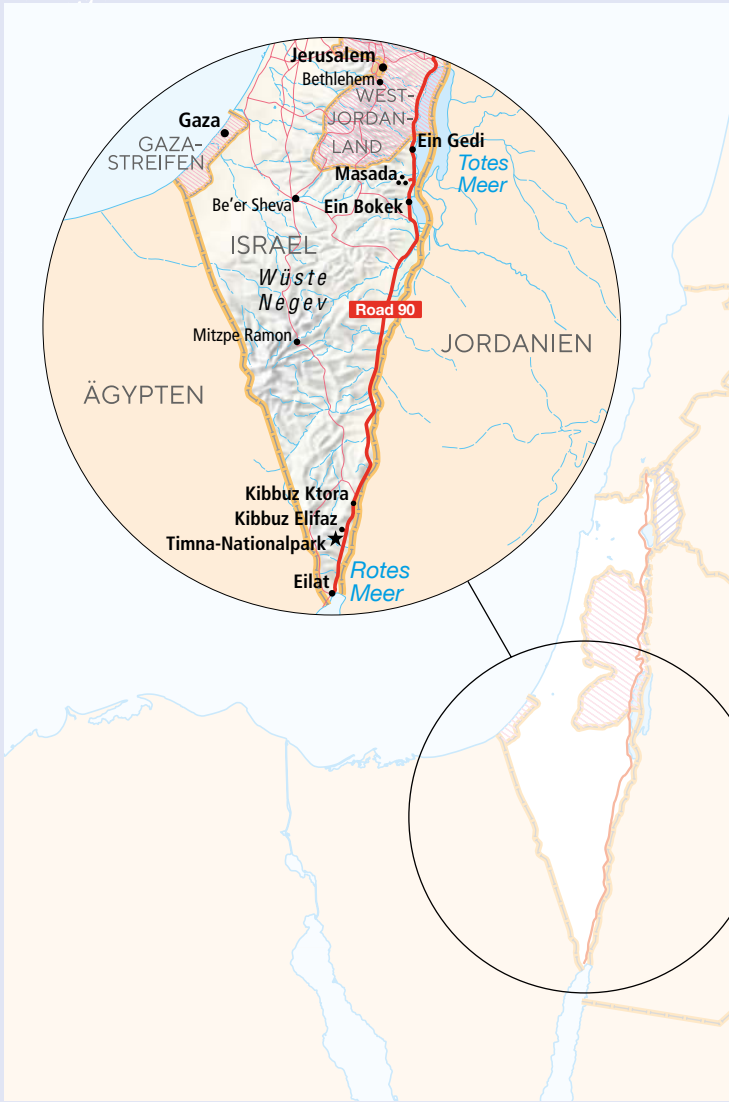 Jerusalem
Bethlehem
WEST-
JORDAN-
LAND
Gaza
GAZA-
STREIFEN
Ein Gedi
Totes
Meer
Masada
Be'er Sheva
Ein Bokek
ISRAEL
Wüste
Negev
Road 90
Mitzpe Ramon
JORDANIEN
ÄGYPTEN
Kibbuz Ktora
Kibbuz Elifaz
Timna-Nationalpark
Eilat
Rotes
Meer